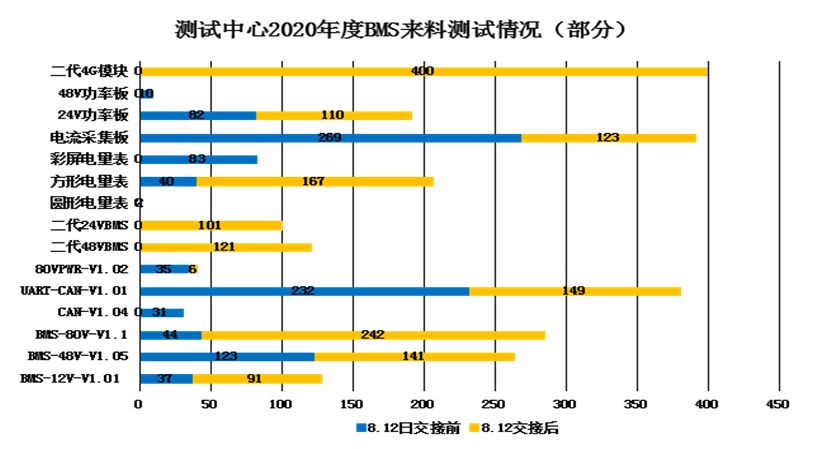 测试中心2020年度BMS来料测试情况（部分）
二代4G模块 0 400
48V功率板 0 10
24V功率板 82 110
电流采集板 269 123
彩屏电量表 0 83
方形电量表 40 167
圆形电量表 0
二代24VBMS 0 101
二代48VBMS 0 121
80VPWR-V1.02 35 6
UART-CAN-V1.01 232 149
CAN-V1.04 0 31
BMS-80V-V1.1 44 242
BMS-48V-V1.05 123 141
BMS-12V-V1.01 37 91
0 50 100 150 200 250 300 350 400 450
8.12日交接前 8.12交接后